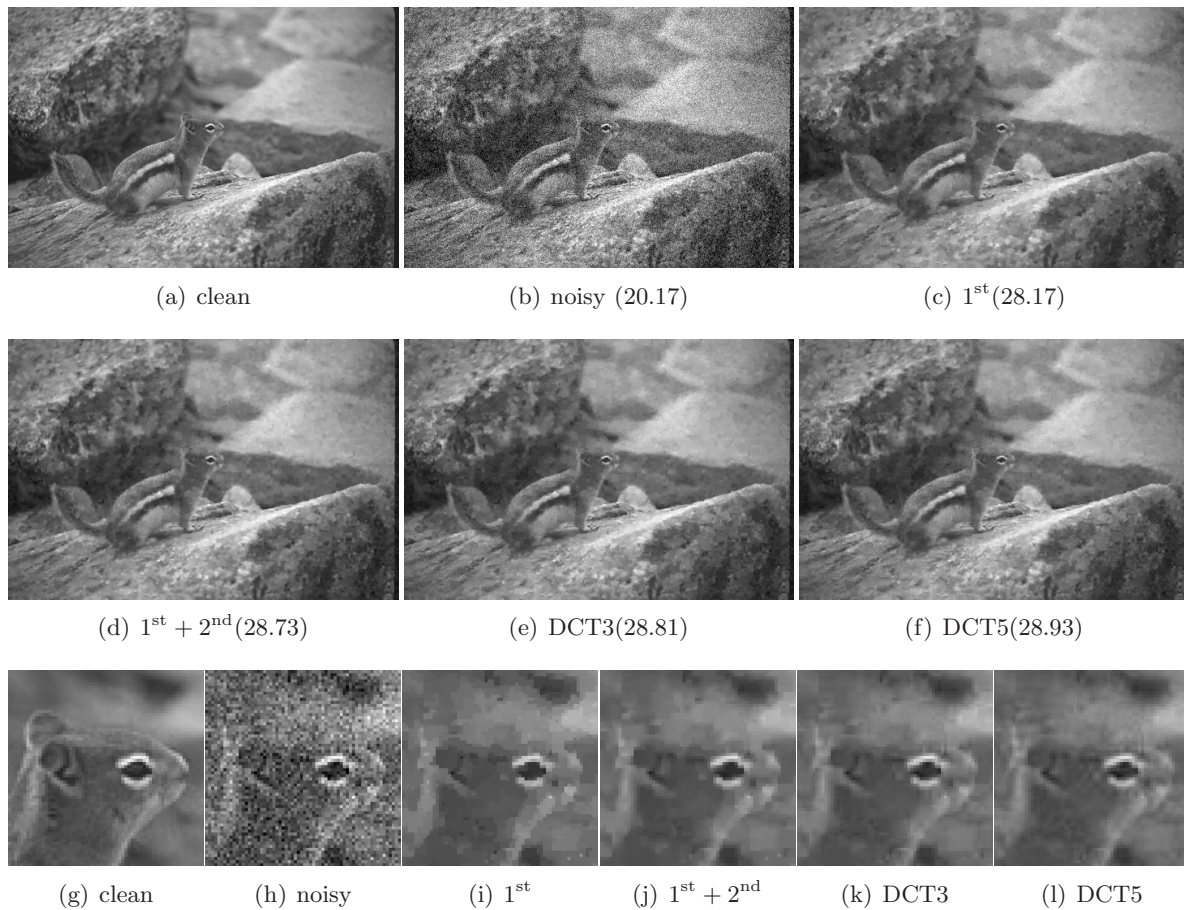 (a) clean
(b) noisy (20.17)
(c) 1st(28.17)
(d) 1st + 2nd(28.73)
(e) DCT3(28.81)
(f) DCT5(28.93)
(g) clean
(h) noisy
(i) 1st
(j) 1st + 2nd
(k) DCT3
(l) DCT5